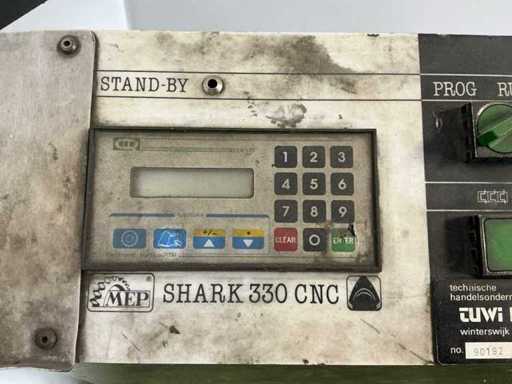 STAND-BY
PROG
1 2 3
4 5 6
7 8 9
CLEAR 0 ENTER
+/-
MEP SHARK 330 CNC
technische
TUWI
winterswijk
no. 90192